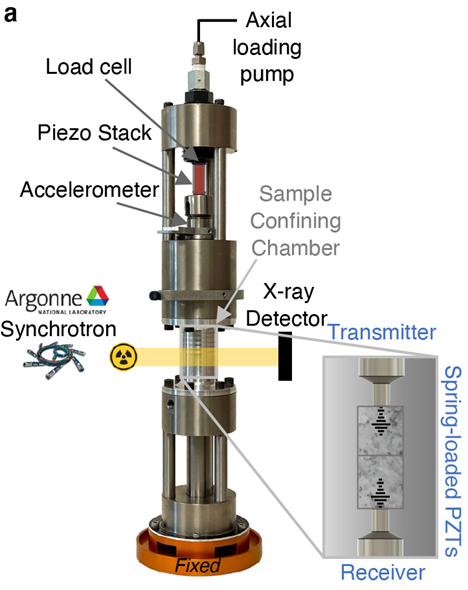 a
Axial
loading
pump
Load cell
Piezo Stack
Accelerometer
Sample
Confining
Chamber
Argonne
NATIONAL LABORATORY
Synchrotron
X-ray
Detector
Transmitter
Spring-loaded PZTs
Receiver
Fixed